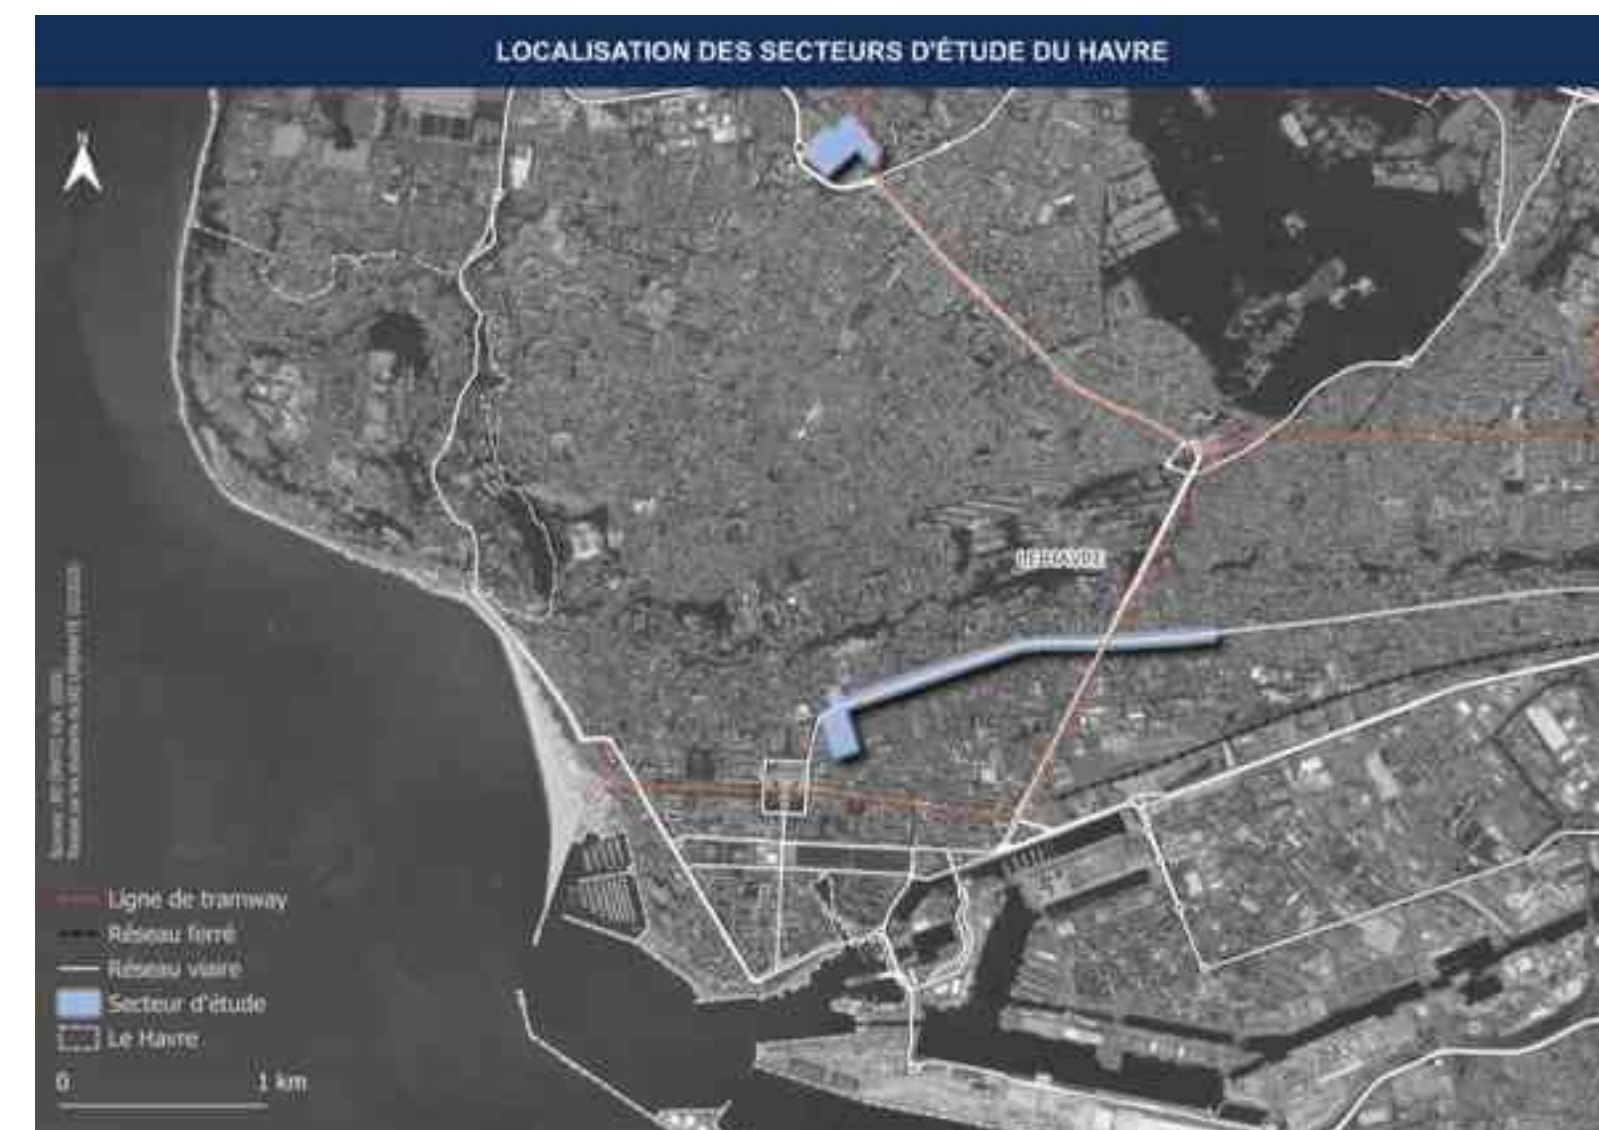 LOCALISATION DES SECTEURS D'ÉTUDE DU HAVRE
N
LE HAVRE
Ligne de tramway
Réseau ferré
Réseau viaire
Secteur d'étude
Le Havre
0 1 km